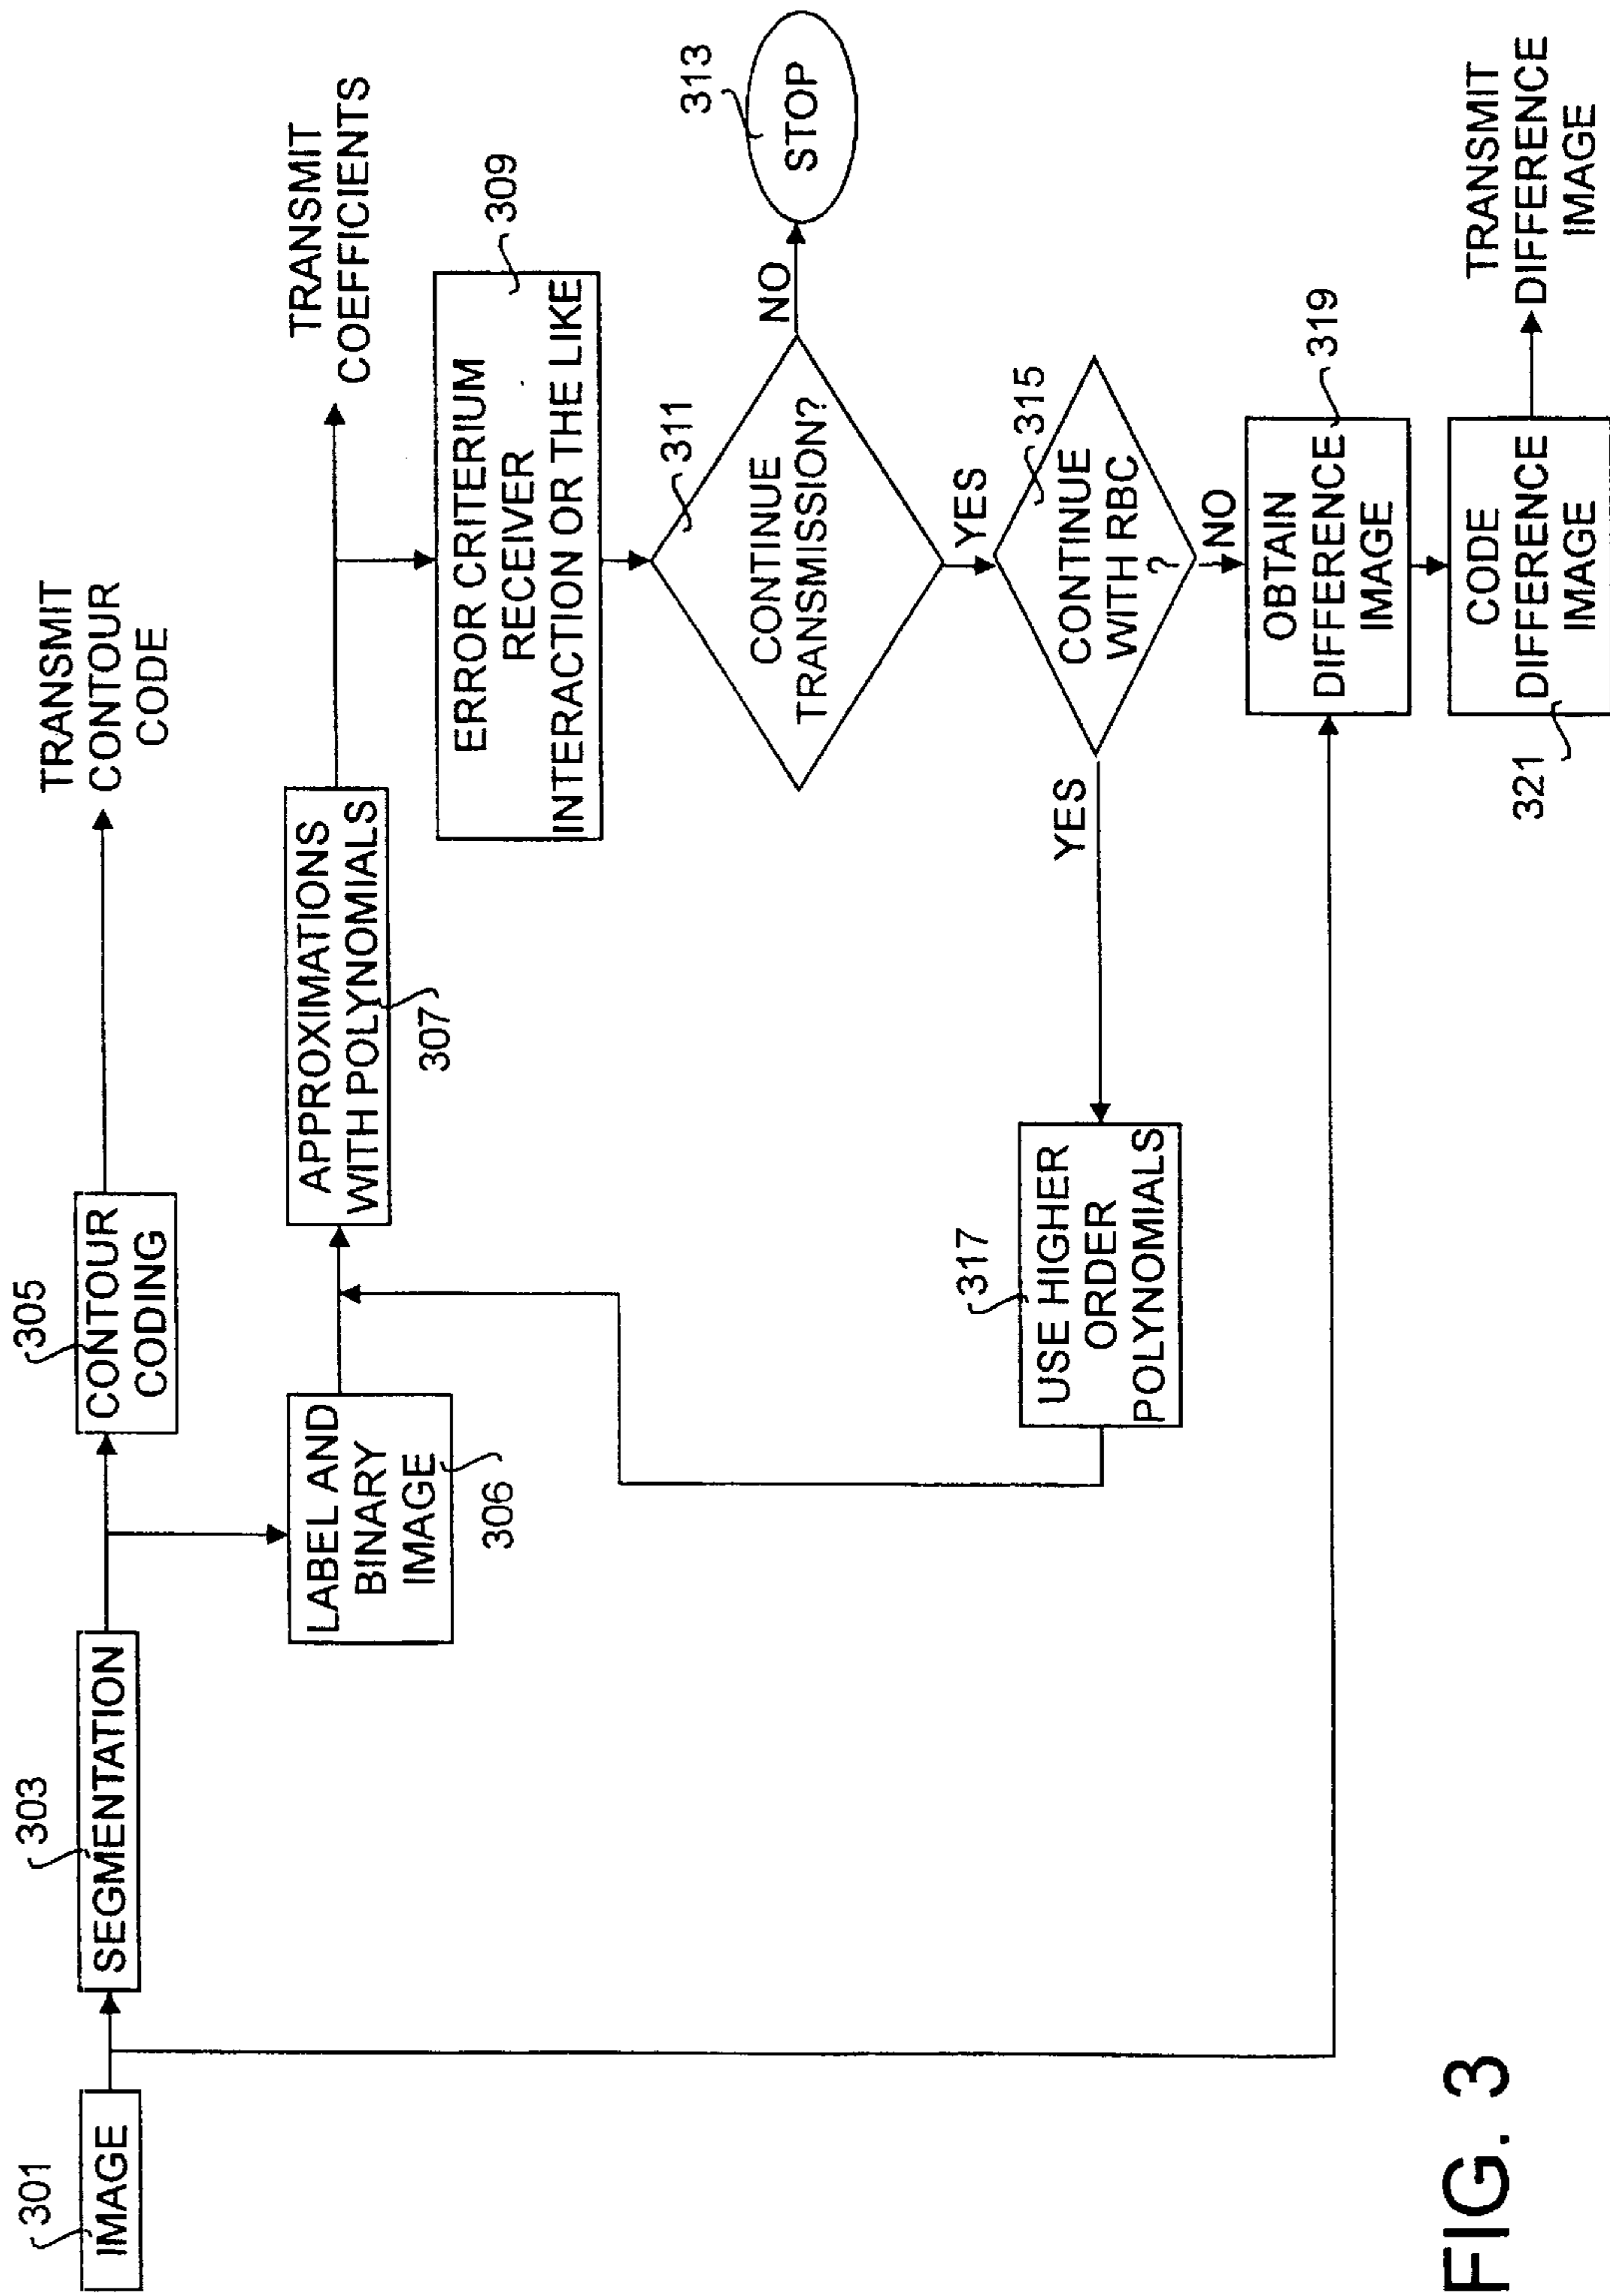 301
IMAGE
303
SEGMENTATION
305
CONTOUR
CODING
TRANSMIT
CONTOUR
CODE
LABEL AND
BINARY
IMAGE
306
APPROXIMATIONS
WITH POLYNOMIALS
307
TRANSMIT
COEFFICIENTS
309
ERROR CRITERIUM
RECEIVER
INTERACTION OR THE LIKE
311
CONTINUE
TRANSMISSION?
NO
313
STOP
YES
315
CONTINUE
WITH RBC
?
YES
317
USE HIGHER
ORDER
POLYNOMIALS
NO
319
OBTAIN
DIFFERENCE
IMAGE
321
CODE
DIFFERENCE
IMAGE
TRANSMIT
DIFFERENCE
IMAGE
FIG. 3